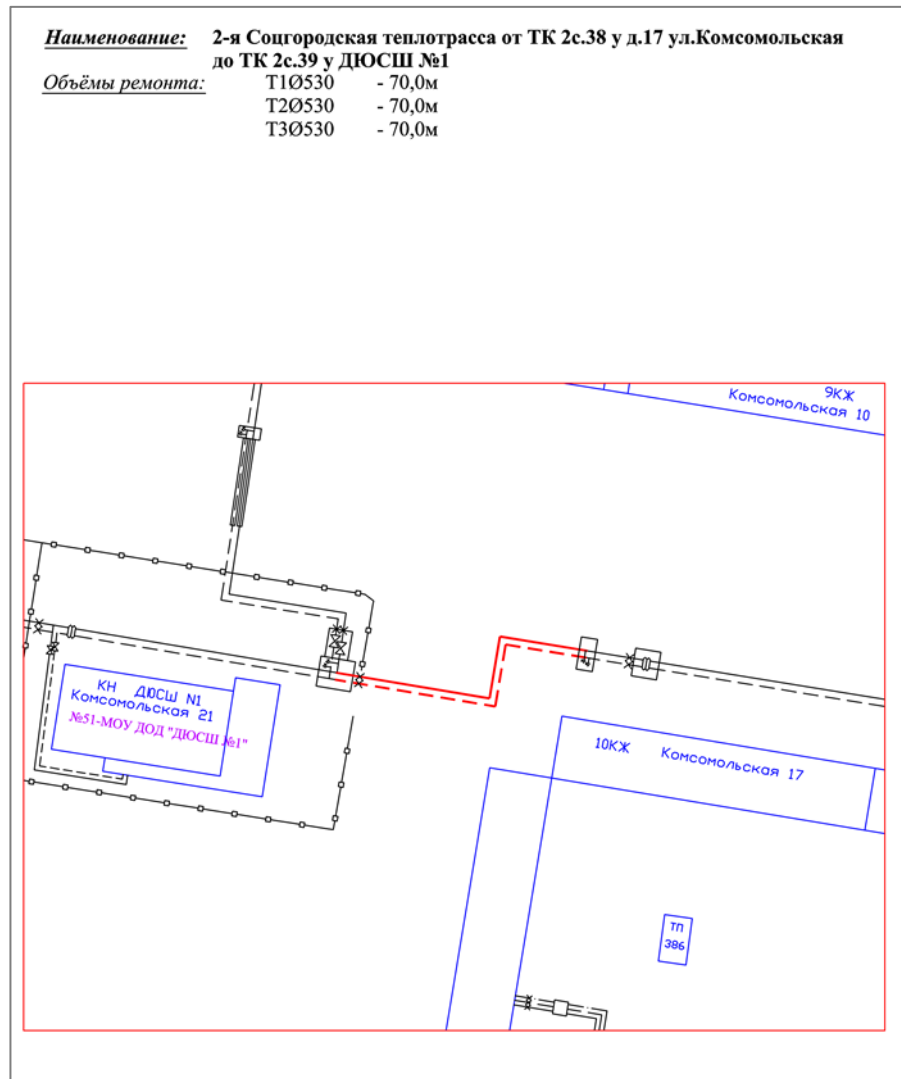 Наименование: 2-я Соцгородская теплотрасса от ТК 2с.38 у д.17 ул.Комсомольская
до ТК 2с.39 у ДЮСШ №1
Объёмы ремонта: Т1Ø530 - 70,0м
Т2Ø530 - 70,0м
Т3Ø530 - 70,0м
9КЖ
Комсомольская 10
КН ДЮСШ N1
Комсомольская 21
№51-МОУ ДОД "ДЮСШ №1"
10КЖ Комсомольская 17
ТП
386